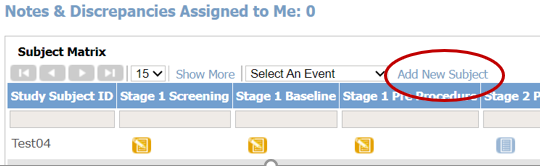 Notes & Discrepancies Assigned to Me: 0
Subject Matrix
15 Show More Select An Event Add New Subject
Study Subject ID Stage 1 Screening Stage 1 Baseline Stage 1 Pre Procedure Stage 2 P
Test04